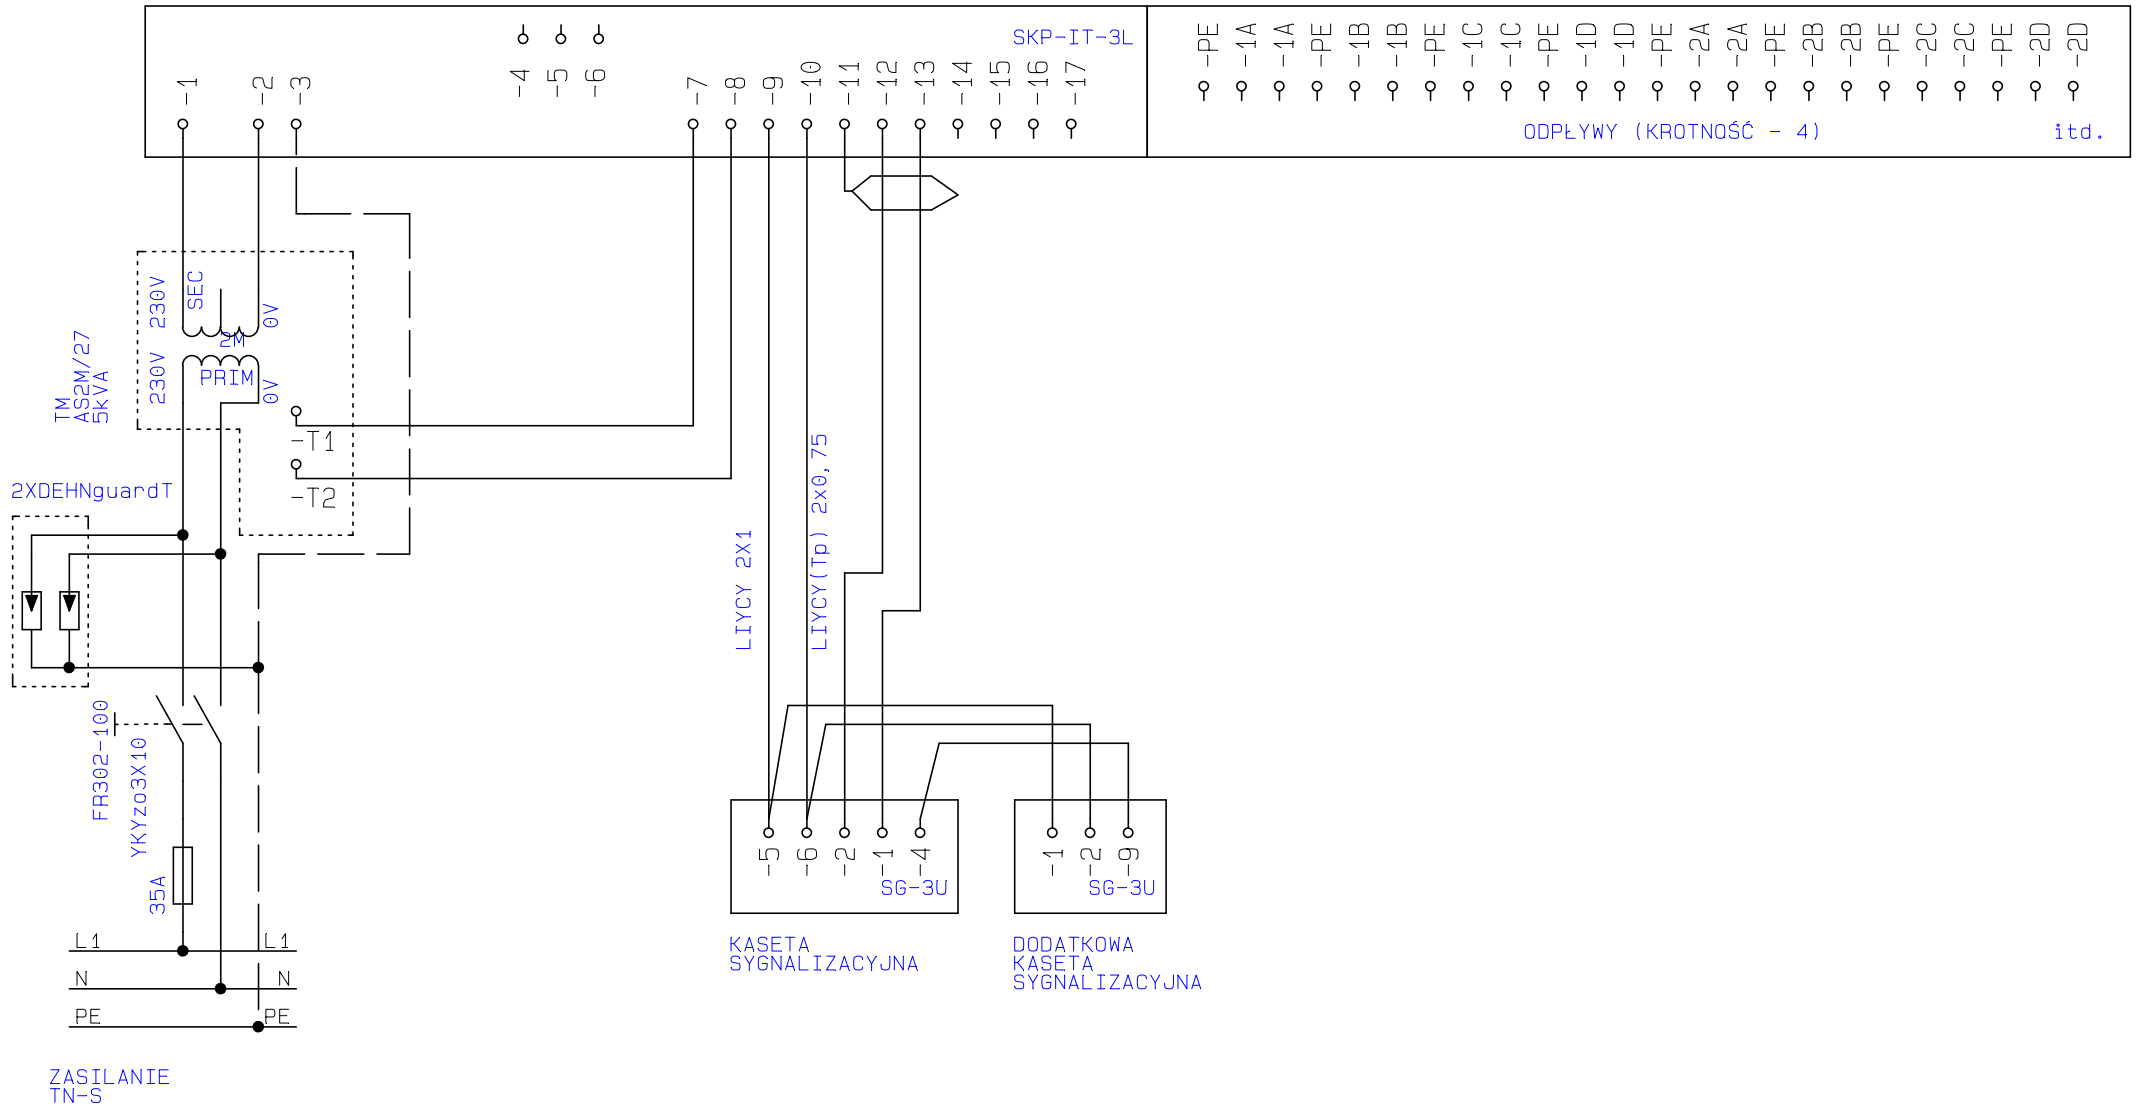 SKP-IT-3L
-1
-2
-3
-4
-5
-6
-7
-8
-9
-10
-11
-12
-13
-14
-15
-16
-17
-PE
-1A
-1A
-PE
-1B
-1B
-PE
-1C
-1C
-PE
-1D
-1D
-PE
-2A
-2A
-PE
-2B
-2B
-PE
-2C
-2C
-PE
-2D
-2D
ODPŁYWY (KROTNOŚĆ - 4)
itd.
230V
SEC
0V
2M
230V
PRIM
0V
TM
AS2M/27
5kVA
-T1
-T2
2XDEHNguardT
LIYCY 2X1
LIYCY(Tp) 2x0,75
FR302-100
YKYzo3X10
35A
L1
L1
N
N
PE
PE
ZASILANIE
TN-S
-5
-6
-2
-1
-4
SG-3U
KASETA
SYGNALIZACYJNA
-1
-2
-9
SG-3U
DODATKOWA
KASETA
SYGNALIZACYJNA